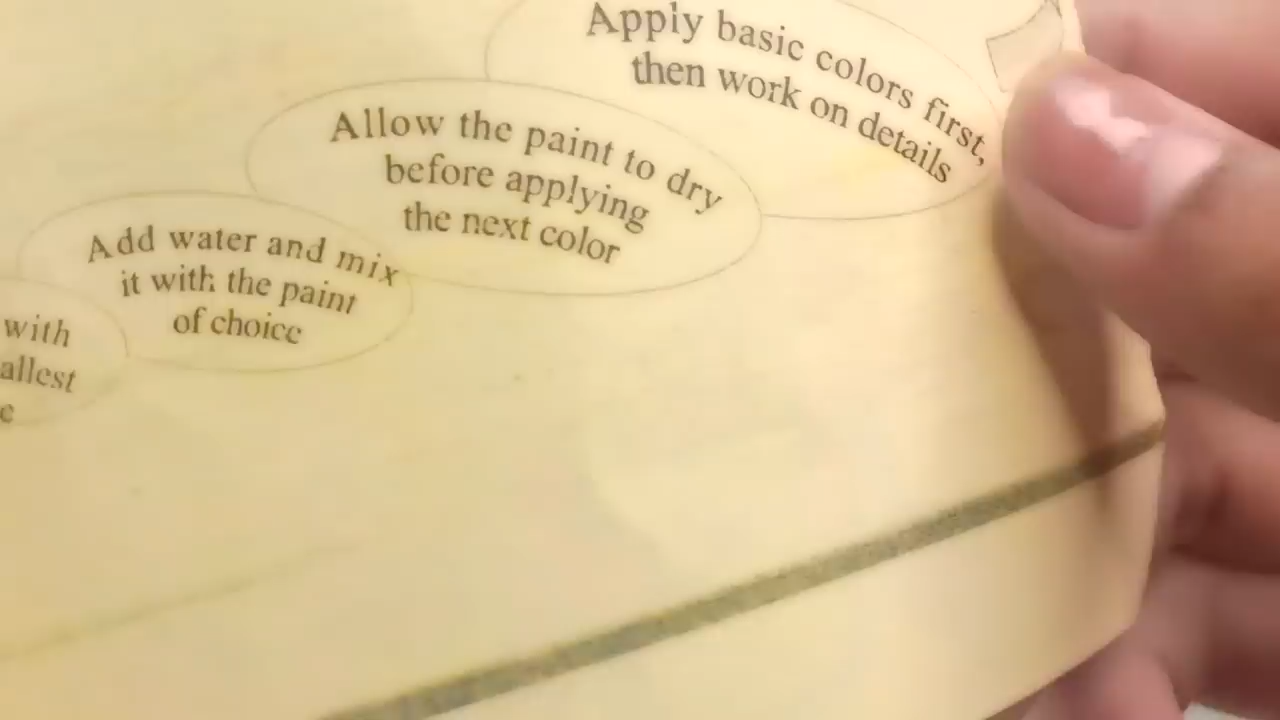 Apply basic colors first,
then work on details
Allow the paint to dry
before applying
the next color
Add water and mix
it with the paint
of choice
with
allest
e